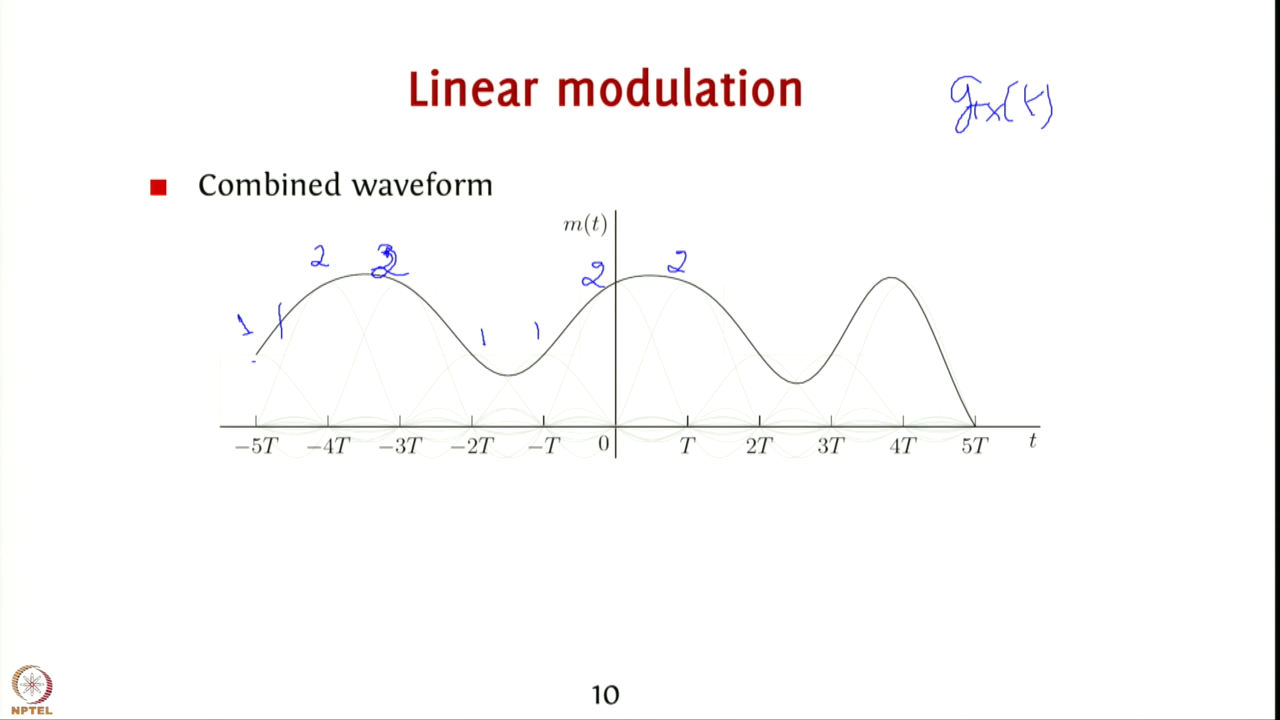 Linear modulation
g_tx(t)
■ Combined waveform
m(t)
2 2 2 2
1 1 1
−5T −4T −3T −2T −T 0 T 2T 3T 4T 5T t
NPTEL
10